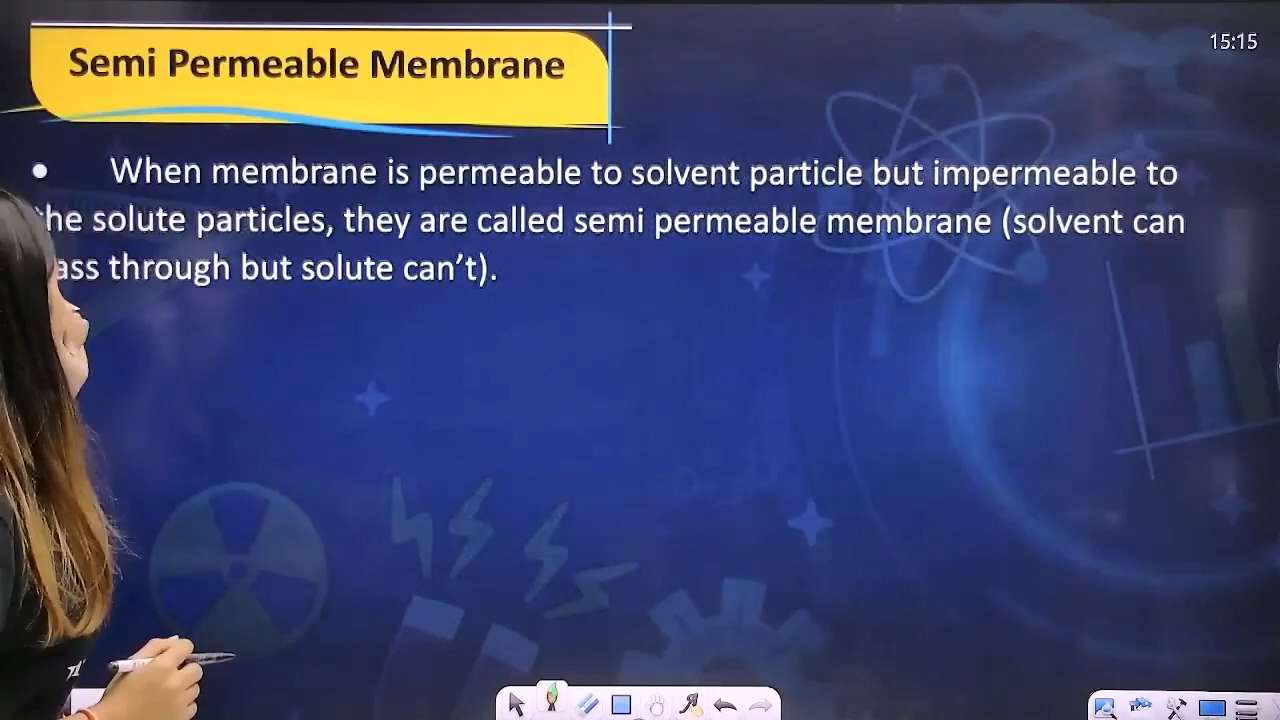 Semi Permeable Membrane
15:15
• When membrane is permeable to solvent particle but impermeable to
he solute particles, they are called semi permeable membrane (solvent can
ass through but solute can't).